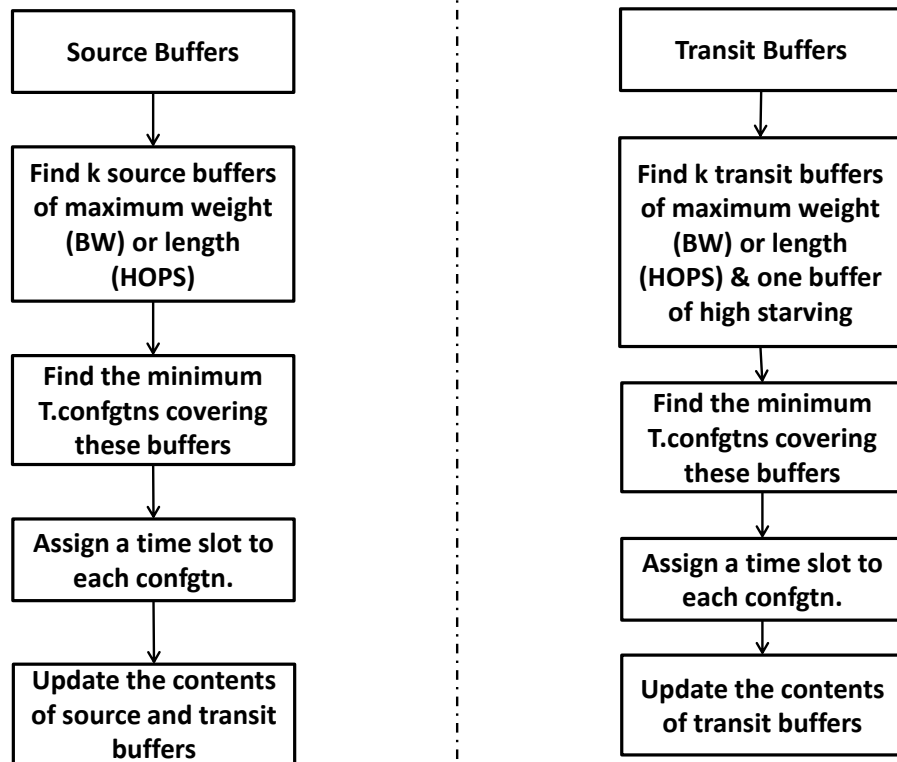 Source Buffers
Find k source buffers
of maximum weight
(BW) or length
(HOPS)
Find the minimum
T.confgtns covering
these buffers
Assign a time slot to
each confgtn.
Update the contents
of source and transit
buffers
Transit Buffers
Find k transit buffers
of maximum weight
(BW) or length
(HOPS) & one buffer
of high starving
Find the minimum
T.confgtns covering
these buffers
Assign a time slot to
each confgtn.
Update the contents
of transit buffers